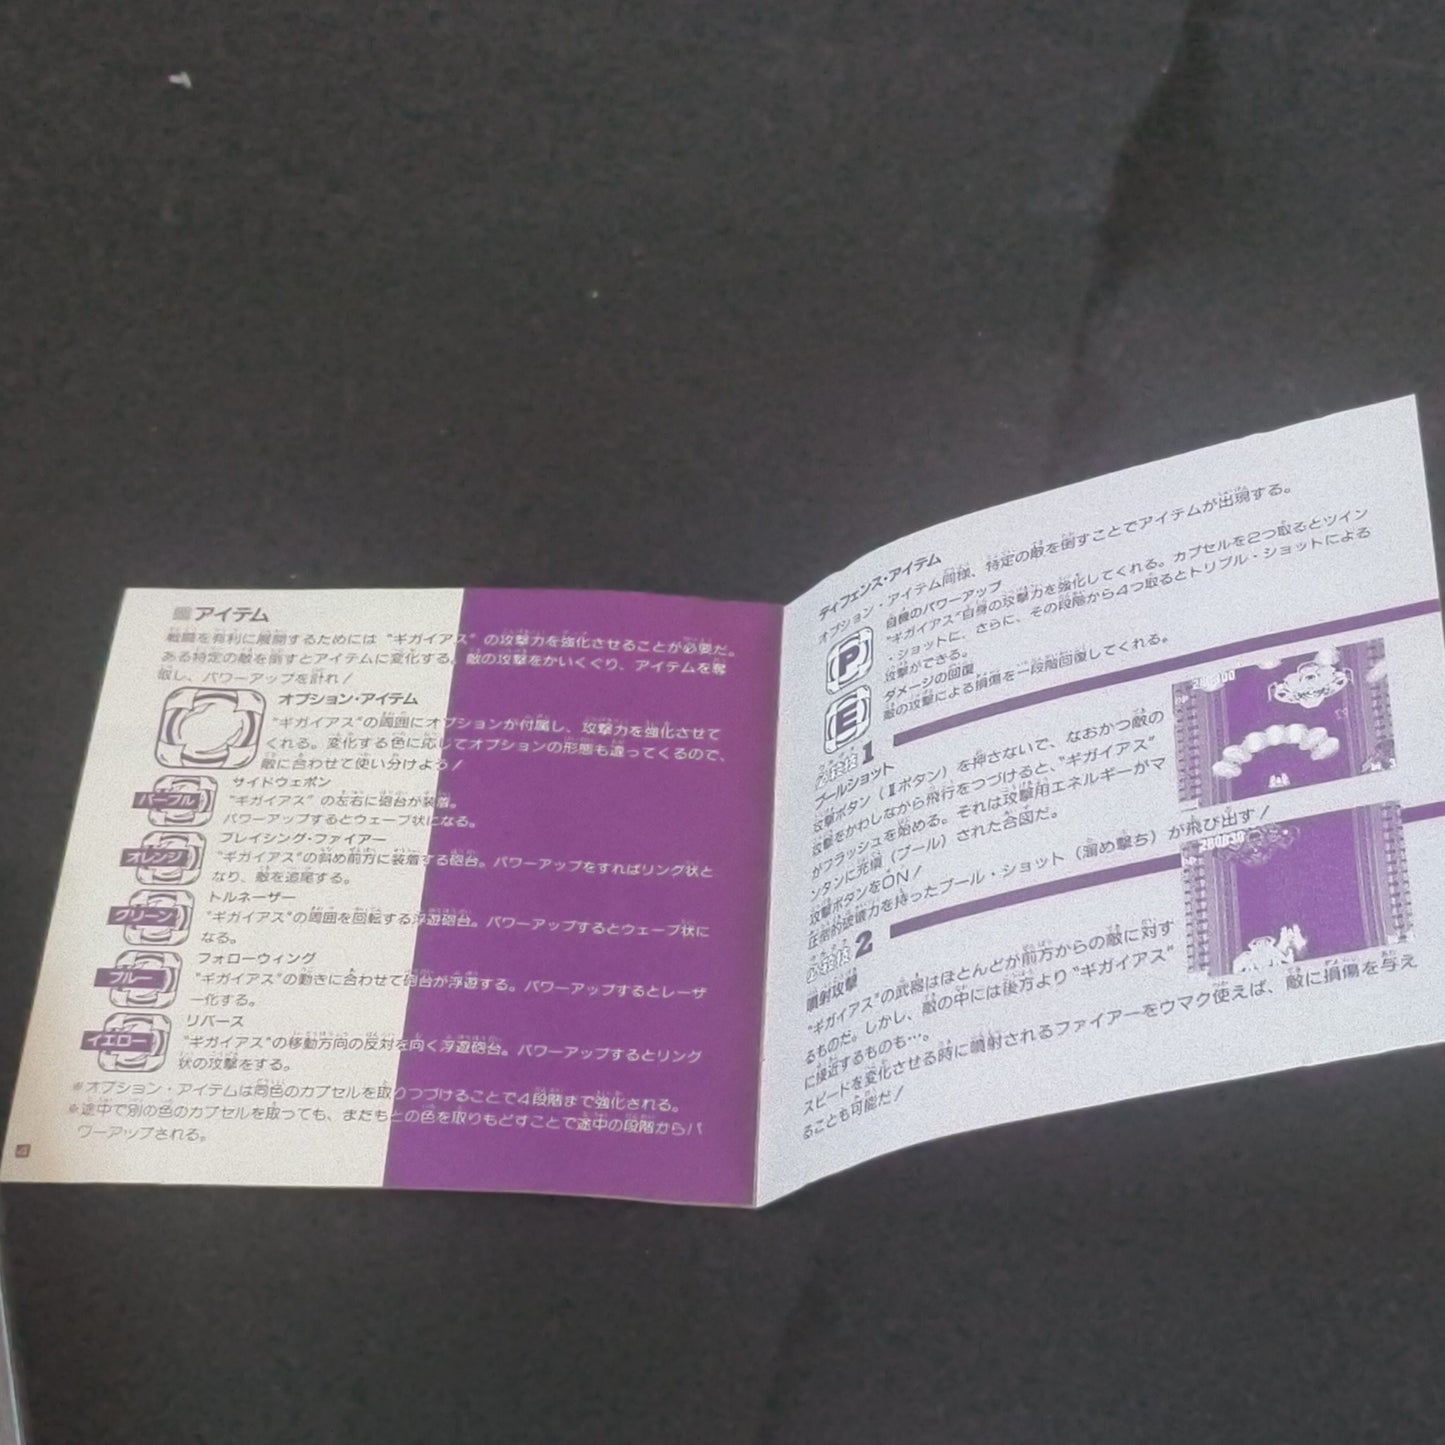 アイテム
戦闘を有利に展開するためには"ギガイアス"の攻撃力を強化させることが必要だ。
ある特定の敵を倒すとアイテムに変化する。敵の攻撃をかいくぐり、アイテムを奪
取し、パワーアップを計れ!
オプション・アイテム
"ギガイアス"の周囲にオプションが付属し、攻撃力を強化させて
くれる。変化する色に応じてオプションの形態も違ってくるので、
敵に合わせて使い分けよう!
サイドウェポン
パープル
"ギガイアス"の左右に砲台が装着。
パワーアップするとウェーブ状になる。
ブレイジング・ファイアー
オレンジ
"ギガイアス"の斜め前方に装着する砲台。パワーアップをすればリング状と
なり、敵を追尾する。
トルネーザー
グリーン
"ギガイアス"の周囲を回転する浮遊砲台。パワーアップするとウェーブ状に
なる。
フォローウィング
ブルー
"ギガイアス"の動きに合わせて砲台が浮遊する。パワーアップするとレーザ
ー化する。
リバース
イエロー
"ギガイアス"の移動方向の反対を向く浮遊砲台。パワーアップするとリング
状の攻撃をする。
※オプション・アイテムは同色のカプセルを取りつづけることで4段階まで強化される。
※途中で別の色のカプセルを取っても、まだもとの色を取りもどすことで途中の段階からパ
ワーアップされる。
4
ディフェンス・アイテム
オプション・アイテム同様、特定の敵を倒すことでアイテムが出現する。
P
自機のパワーアップ
"ギガイアス"自身の攻撃力を強化してくれる。カプセルを2つ取るとツイン
・ショットに、さらに、その段階から4つ取るとトリプル・ショットによる
攻撃ができる。
E
ダメージの回復
敵の攻撃による損傷を一段階回復してくれる。
必殺技1
プールショット
攻撃ボタン(Ⅱボタン)を押さないで、なおかつ敵の
攻撃をかわしながら飛行をつづけると、"ギガイアス"
がフラッシュを始める。それは攻撃用エネルギーがマ
ンタンに充填(プール)された合図だ。
攻撃ボタンをON!
圧倒的破壊力を持ったプール・ショット(溜め撃ち)が飛び出す!
必殺技2
噴射攻撃
"ギガイアス"の武器はほとんどが前方からの敵に対す
るものだ。しかし、敵の中には後方より"ギガイアス"
に接近するものも…。
スピードを変化させる時に噴射されるファイアーをウマク使えば、敵に損傷を与え
ることも可能だ!